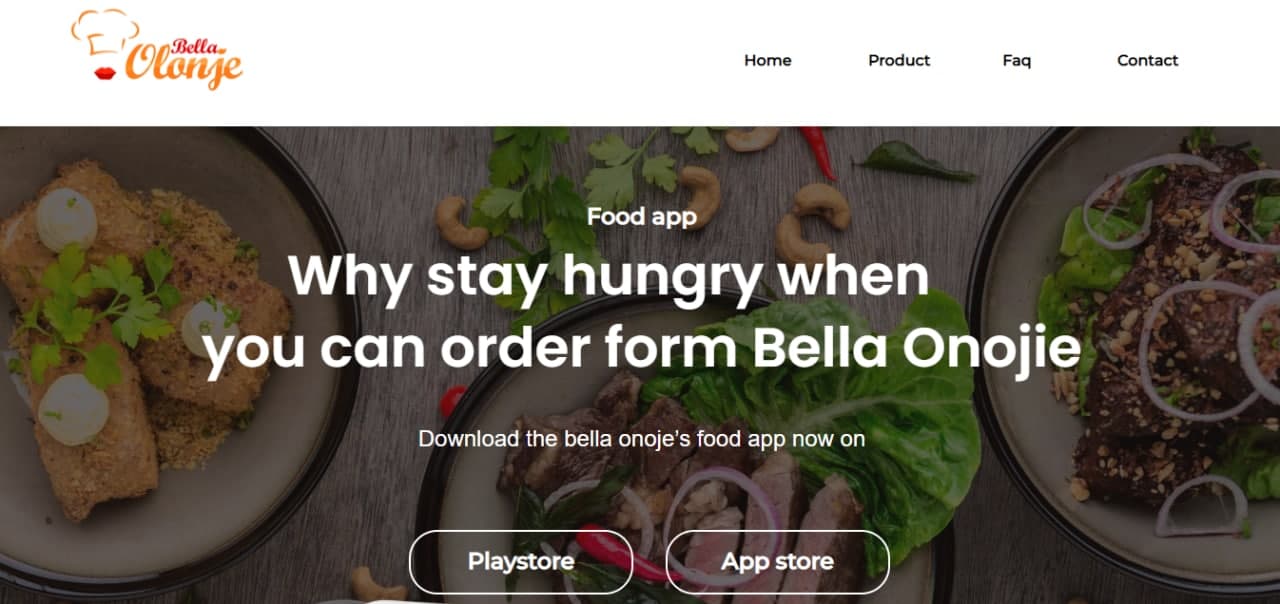 Bella
Olonje
Home Product Faq Contact
Food app
Why stay hungry when
you can order form Bella Onojie
Download the bella onoje’s food app now on
Playstore App store